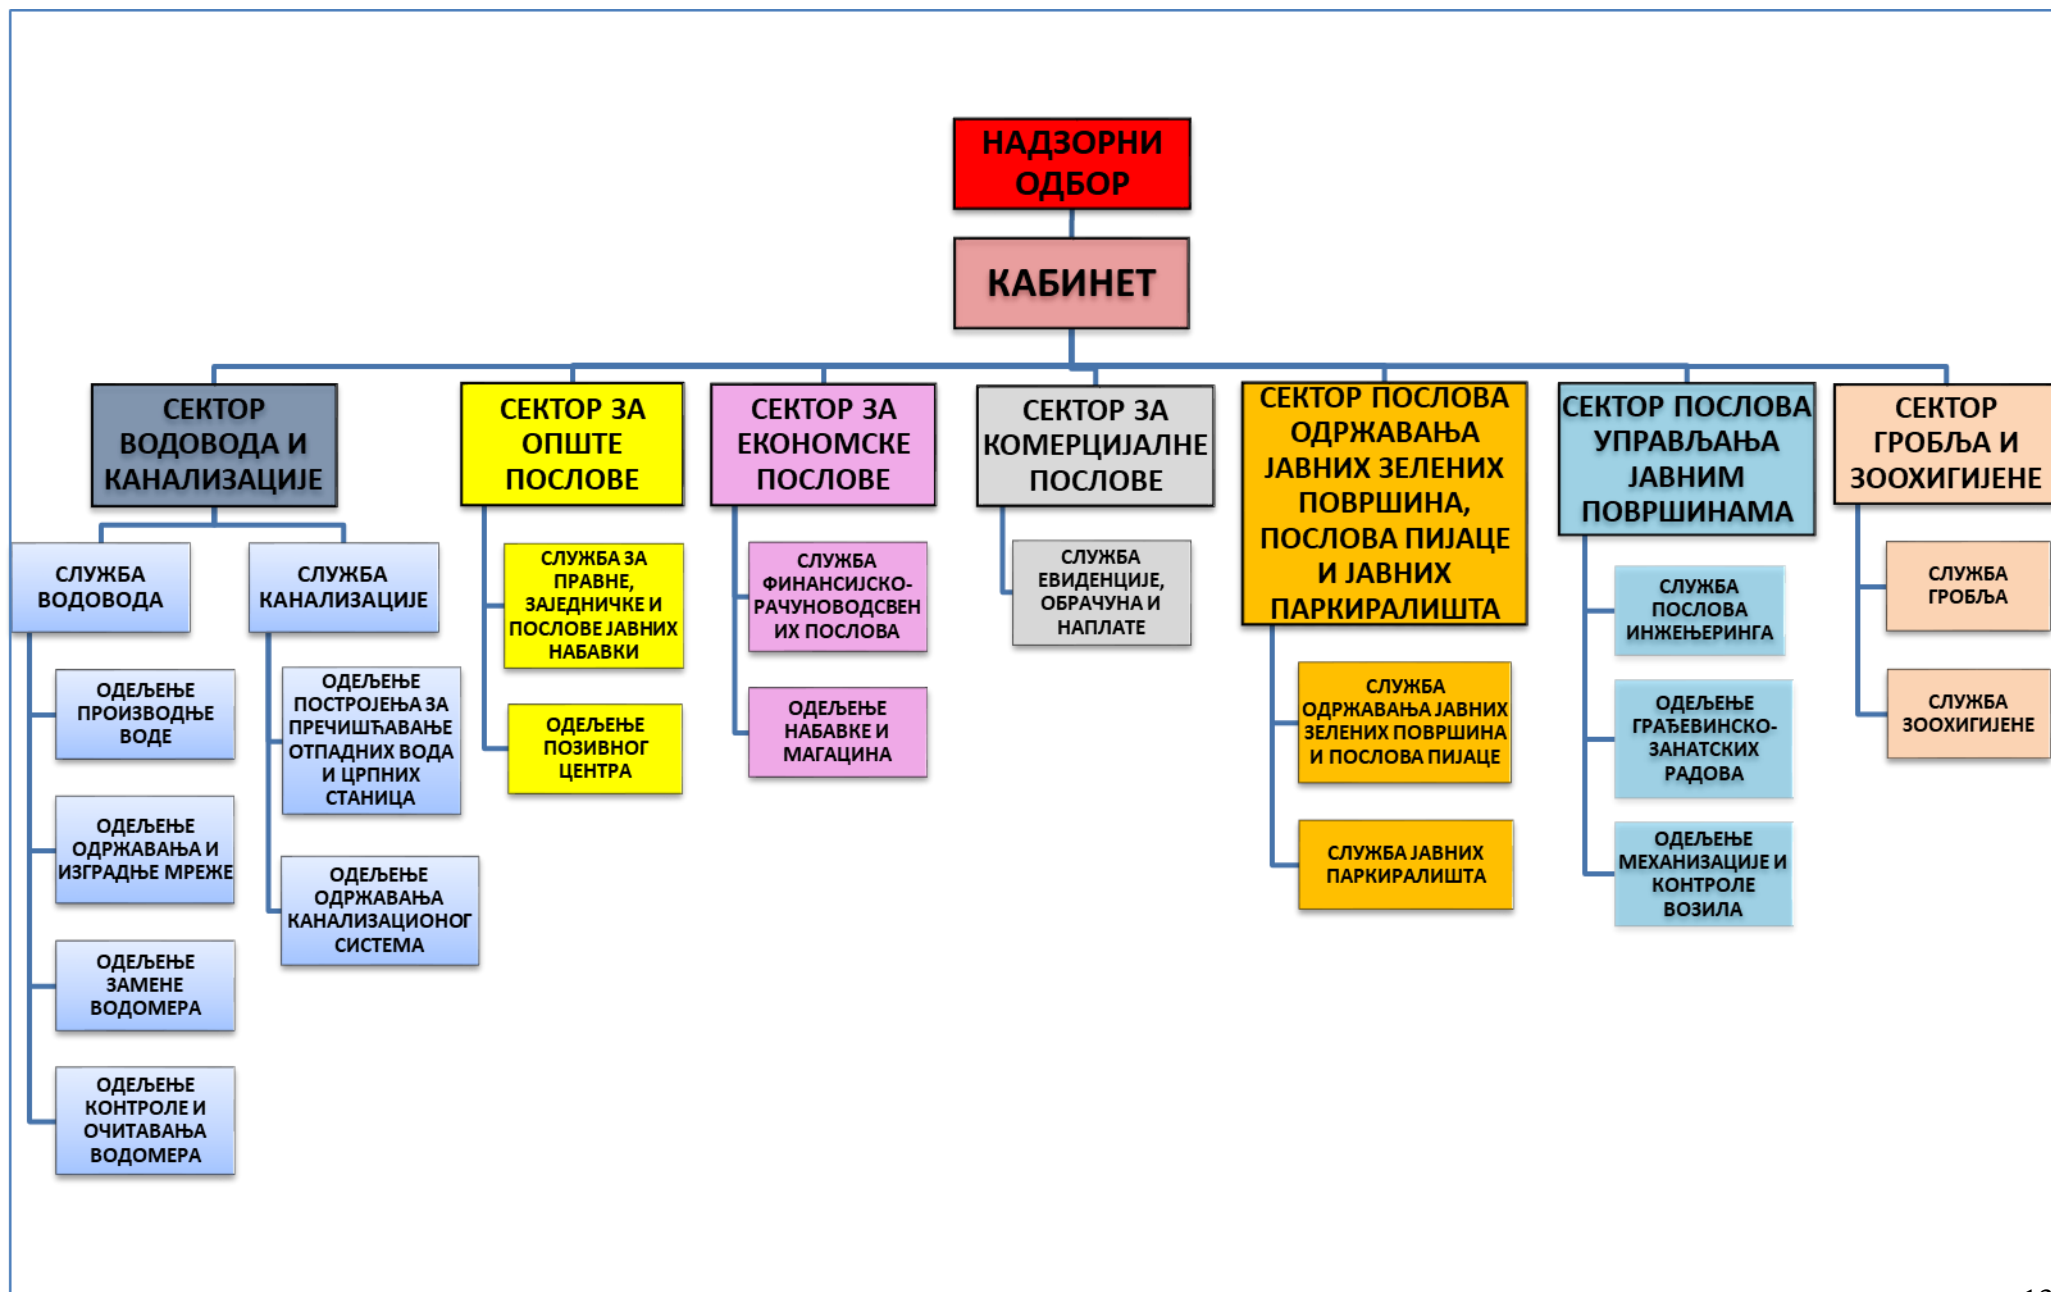 НАДЗОРНИ
ОДБОР
КАБИНЕТ
СЕКТОР
ВОДОВОДА И
КАНАЛИЗАЦИЈЕ
СЕКТОР ЗА
ОПШТЕ
ПОСЛОВЕ
СЕКТОР ЗА
ЕКОНОМСКЕ
ПОСЛОВЕ
СЕКТОР ЗА
КОМЕРЦИЈАЛНЕ
ПОСЛОВЕ
СЕКТОР ПОСЛОВА
ОДРЖАВАЊА
ЈАВНИХ ЗЕЛЕНИХ
ПОВРШИНА,
ПОСЛОВА ПИЈАЦЕ
И ЈАВНИХ
ПАРКИРАЛИШТА
СЕКТОР ПОСЛОВА
УПРАВЉАЊА
ЈАВНИМ
ПОВРШИНАМА
СЕКТОР
ГРОБЉА И
ЗООХИГИЈЕНЕ
СЛУЖБА
ВОДОВОДА
ОДЕЉЕЊЕ
ПРОИЗВОДЊЕ
ВОДЕ
ОДЕЉЕЊЕ
ОДРЖАВАЊА И
ИЗГРАДЊЕ МРЕЖЕ
ОДЕЉЕЊЕ
ЗАМЕНЕ
ВОДОМЕРА
ОДЕЉЕЊЕ
КОНТРОЛЕ И
ОЧИТАВАЊА
ВОДОМЕРА
СЛУЖБА
КАНАЛИЗАЦИЈЕ
ОДЕЉЕЊЕ
ПОСТРОЈЕЊА ЗА
ПРЕЧИШЋАВАЊЕ
ОТПАДНИХ ВОДА
И ЦРПНИХ
СТАНИЦА
ОДЕЉЕЊЕ
ОДРЖАВАЊА
КАНАЛИЗАЦИОНОГ
СИСТЕМА
СЛУЖБА ЗА
ПРАВНЕ,
ЗАЈЕДНИЧКЕ И
ПОСЛОВЕ ЈАВНИХ
НАБАВКИ
ОДЕЉЕЊЕ
ПОЗИВНОГ
ЦЕНТРА
СЛУЖБА
ФИНАНСИЈСКО-
РАЧУНОВОДСВЕН
ИХ ПОСЛОВА
ОДЕЉЕЊЕ
НАБАВКЕ И
МАГАЦИНА
СЛУЖБА
ЕВИДЕНЦИЈЕ,
ОБРАЧУНА И
НАПЛАТЕ
СЛУЖБА
ОДРЖАВАЊА ЈАВНИХ
ЗЕЛЕНИХ ПОВРШИНА
И ПОСЛОВА ПИЈАЦЕ
СЛУЖБА ЈАВНИХ
ПАРКИРАЛИШТА
СЛУЖБА
ПОСЛОВА
ИНЖЕЊЕРИНГА
ОДЕЉЕЊЕ
ГРАЂЕВИНСКО-
ЗАНАТСКИХ
РАДОВА
ОДЕЉЕЊЕ
МЕХАНИЗАЦИЈЕ И
КОНТРОЛЕ
ВОЗИЛА
СЛУЖБА
ГРОБЉА
СЛУЖБА
ЗООХИГИЈЕНЕ